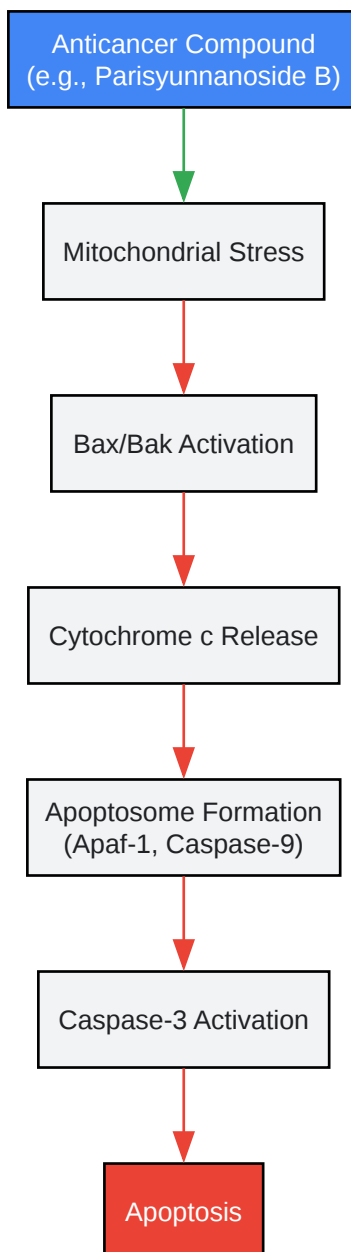 Anticancer Compound
(e.g., Parisyunnanoside B)
Mitochondrial Stress
Bax/Bak Activation
Cytochrome c Release
Apoptosome Formation
(Apaf-1, Caspase-9)
Caspase-3 Activation
Apoptosis